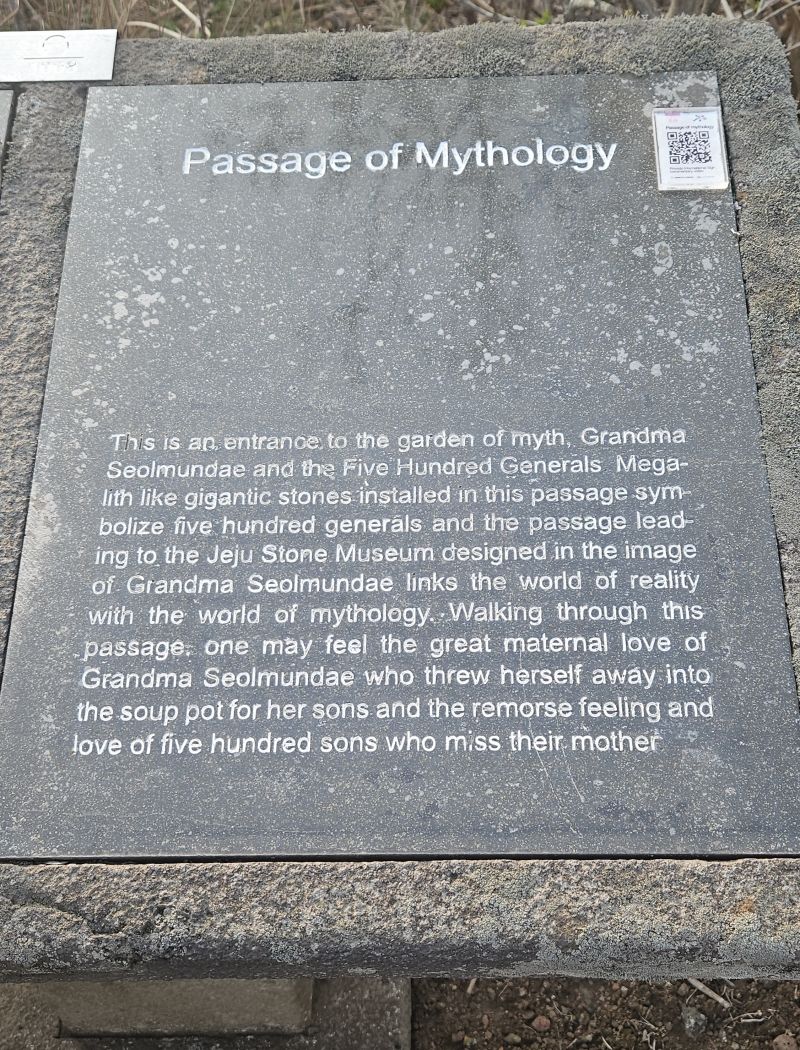 Passage of Mythology
Passage of mythology
This is an entrance to the garden of myth, Grandma
Seolmundae and the Five Hundred Generals. Mega-
lith like gigantic stones installed in this passage sym-
bolize five hundred generals and the passage lead-
ing to the Jeju Stone Museum designed in the image
of Grandma Seolmundae links the world of reality
with the world of mythology. Walking through this
passage, one may feel the great maternal love of
Grandma Seolmundae who threw herself away into
the soup pot for her sons and the remorse feeling and
love of five hundred sons who miss their mother